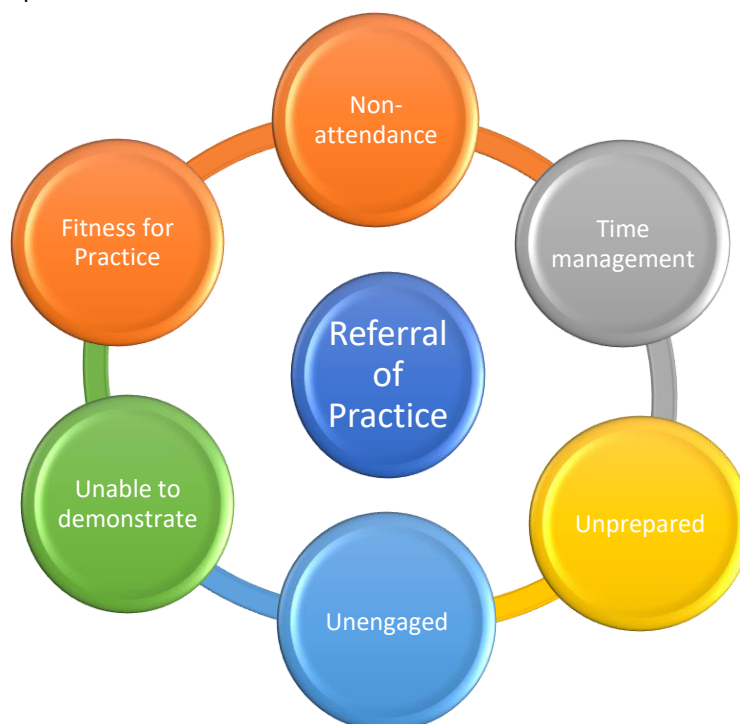 Non-
attendance
Time
management
Unprepared
Unengaged
Unable to
demonstrate
Fitness for
Practice
Referral
of
Practice